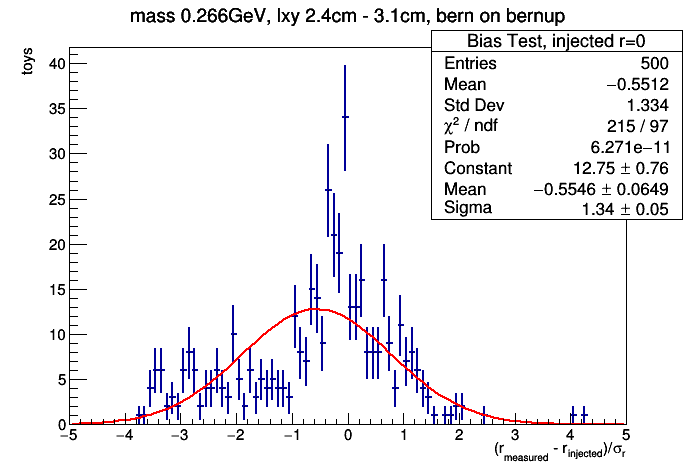 mass 0.266GeV, lxy 2.4cm - 3.1cm, bern on bernup
Bias Test, injected r=0
Entries 500
Mean −0.5512
Std Dev 1.334
χ² / ndf 215 / 97
Prob 6.271e−11
Constant 12.75 ± 0.76
Mean −0.5546 ± 0.0649
Sigma 1.34 ± 0.05
toys
40
35
30
25
20
15
10
5
0
−5 −4 −3 −2 −1 0 1 2 3 4 5
(r_measured - r_injected)/σ_r